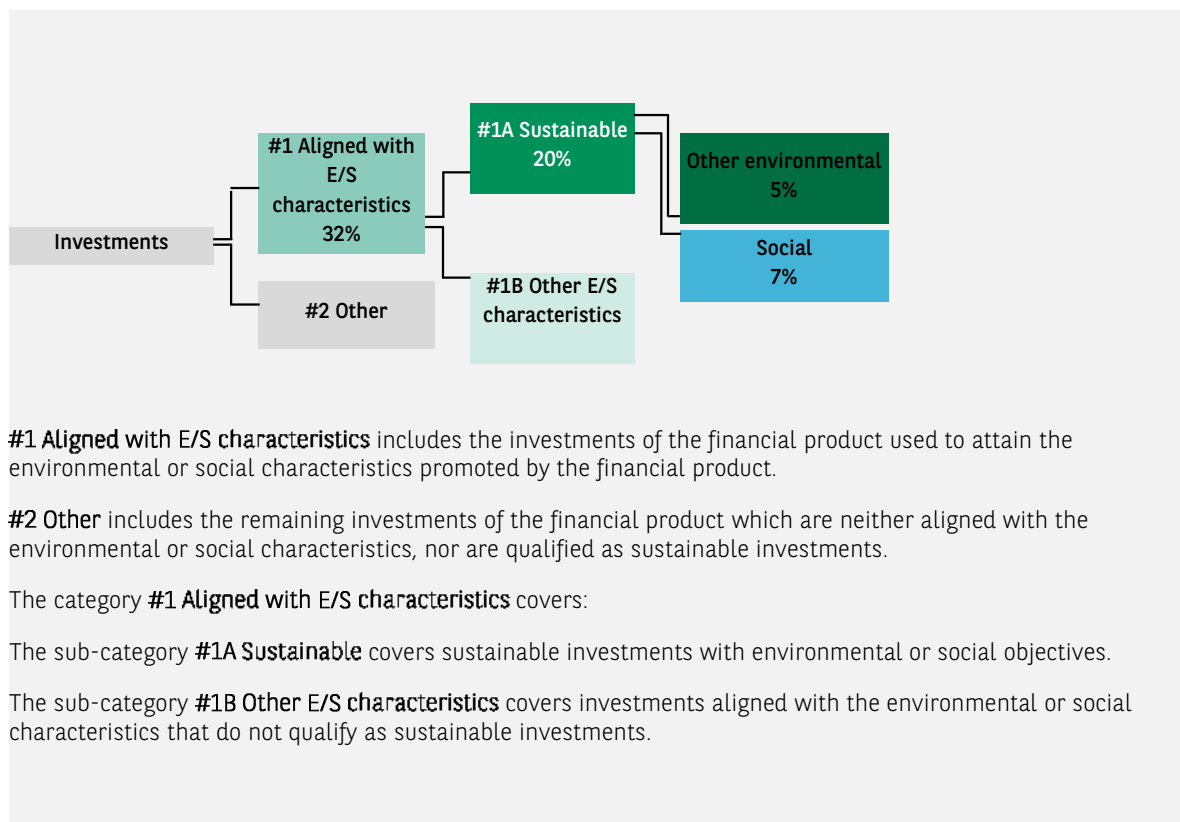 #1A Sustainable
20%
#1 Aligned with
E/S
characteristics
32%
Other environmental
5%
Investments
Social
7%
#1B Other E/S
characteristics
#2 Other
#1 Aligned with E/S characteristics includes the investments of the financial product used to attain the
environmental or social characteristics promoted by the financial product.
#2 Other includes the remaining investments of the financial product which are neither aligned with the
environmental or social characteristics, nor are qualified as sustainable investments.
The category #1 Aligned with E/S characteristics covers:
The sub-category #1A Sustainable covers sustainable investments with environmental or social objectives.
The sub-category #1B Other E/S characteristics covers investments aligned with the environmental or social
characteristics that do not qualify as sustainable investments.